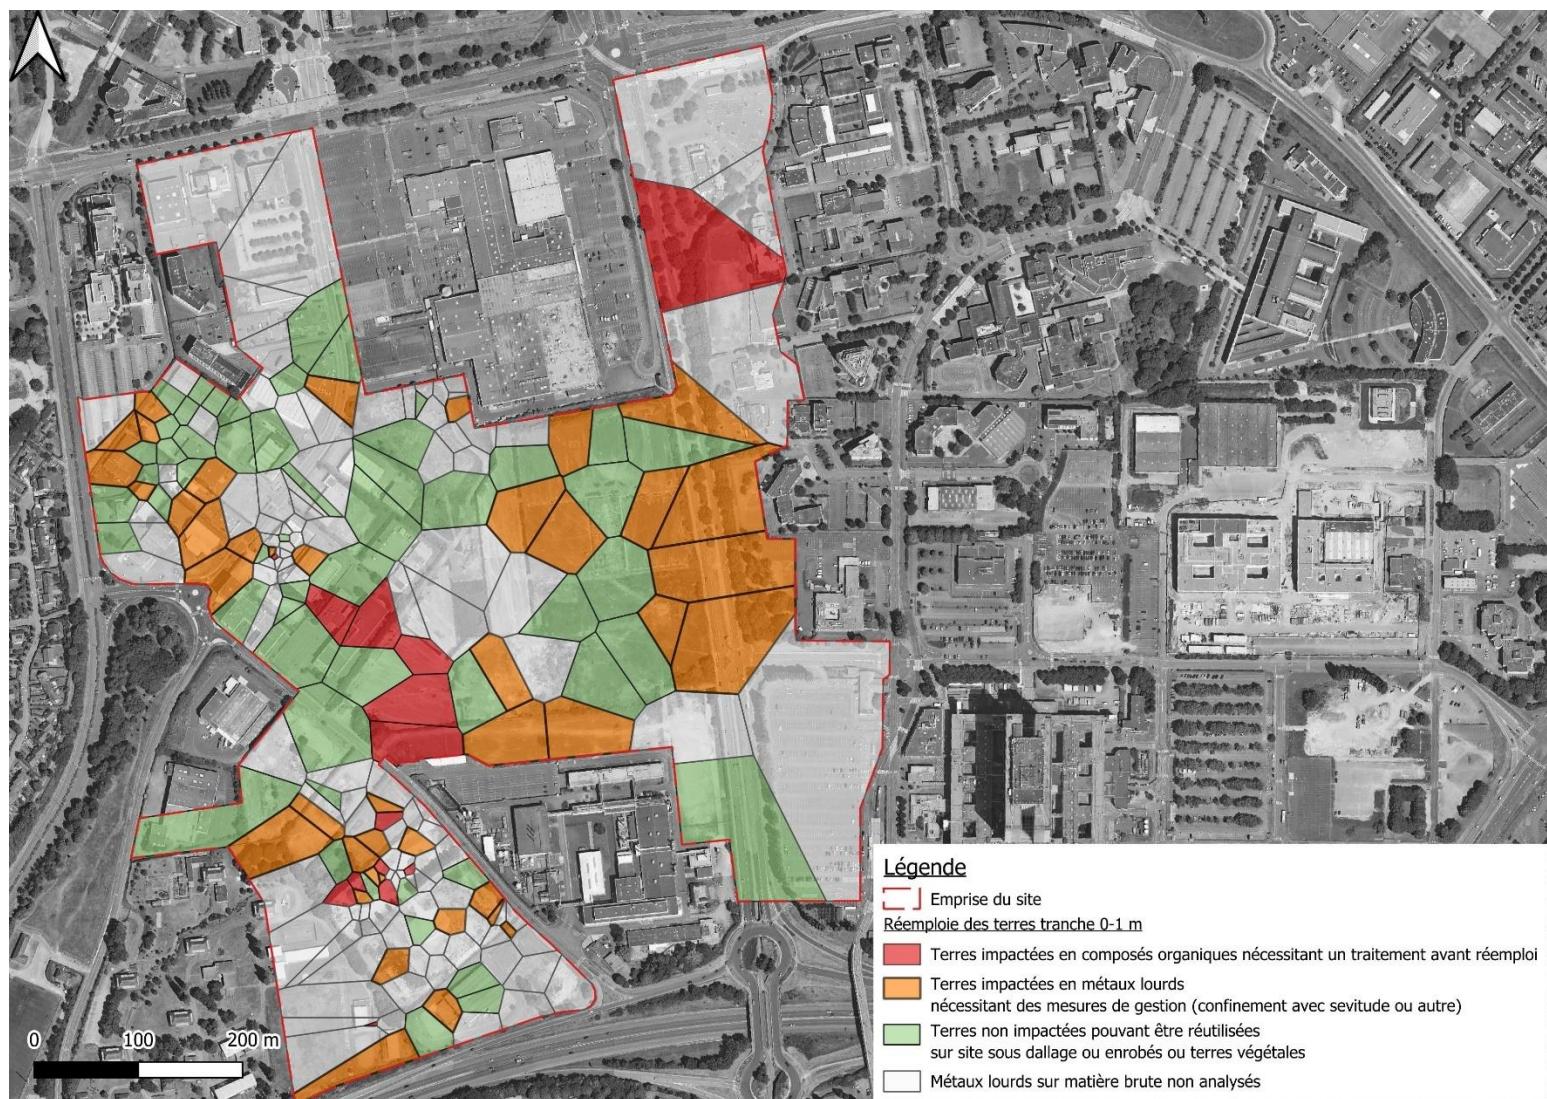 Légende
Emprise du site
Réemploie des terres tranche 0-1 m
Terres impactées en composés organiques nécessitant un traitement avant réemploi
Terres impactées en métaux lourds
nécessitant des mesures de gestion (confinement avec sevitude ou autre)
Terres non impactées pouvant être réutilisées
sur site sous dallage ou enrobés ou terres végétales
Métaux lourds sur matière brute non analysés
0 100 200 m